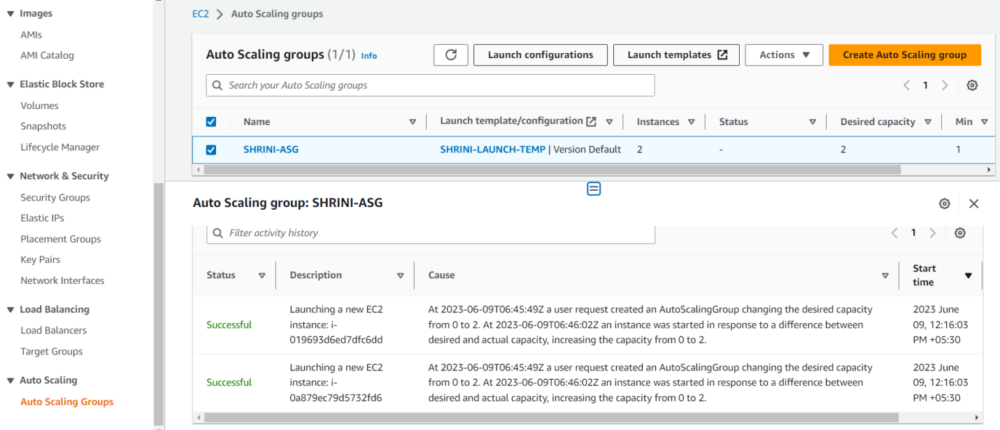 Images
AMIs
AMI Catalog
Elastic Block Store
Volumes
Snapshots
Lifecycle Manager
Network & Security
Security Groups
Elastic IPs
Placement Groups
Key Pairs
Network Interfaces
Load Balancing
Load Balancers
Target Groups
Auto Scaling
Auto Scaling Groups
EC2 > Auto Scaling groups
Auto Scaling groups (1/1) Info
Launch configurations
Launch templates
Actions
Create Auto Scaling group
Search your Auto Scaling groups
1
Name Launch template/configuration Instances Status Desired capacity Min
SHRINI-ASG SHRINI-LAUNCH-TEMP | Version Default 2 - 2 1
Auto Scaling group: SHRINI-ASG
Filter activity history
1
Status Description Cause Start
time
Successful
Launching a new EC2
instance: i-
019693d6ed7dfc6dd
At 2023-06-09T06:45:49Z a user request created an AutoScalingGroup changing the desired capacity
from 0 to 2. At 2023-06-09T06:46:02Z an instance was started in response to a difference between
desired and actual capacity, increasing the capacity from 0 to 2.
2023 June
09, 12:16:03
PM +05:30
Successful
Launching a new EC2
instance: i-
0a879ec79d5732fd6
At 2023-06-09T06:45:49Z a user request created an AutoScalingGroup changing the desired capacity
from 0 to 2. At 2023-06-09T06:46:02Z an instance was started in response to a difference between
desired and actual capacity, increasing the capacity from 0 to 2.
2023 June
09, 12:16:03
PM +05:30